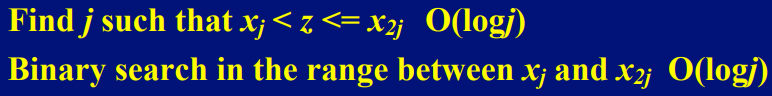 Find j such that xj < z <= x2j O(logj)
Binary search in the range between xj and x2j O(logj)